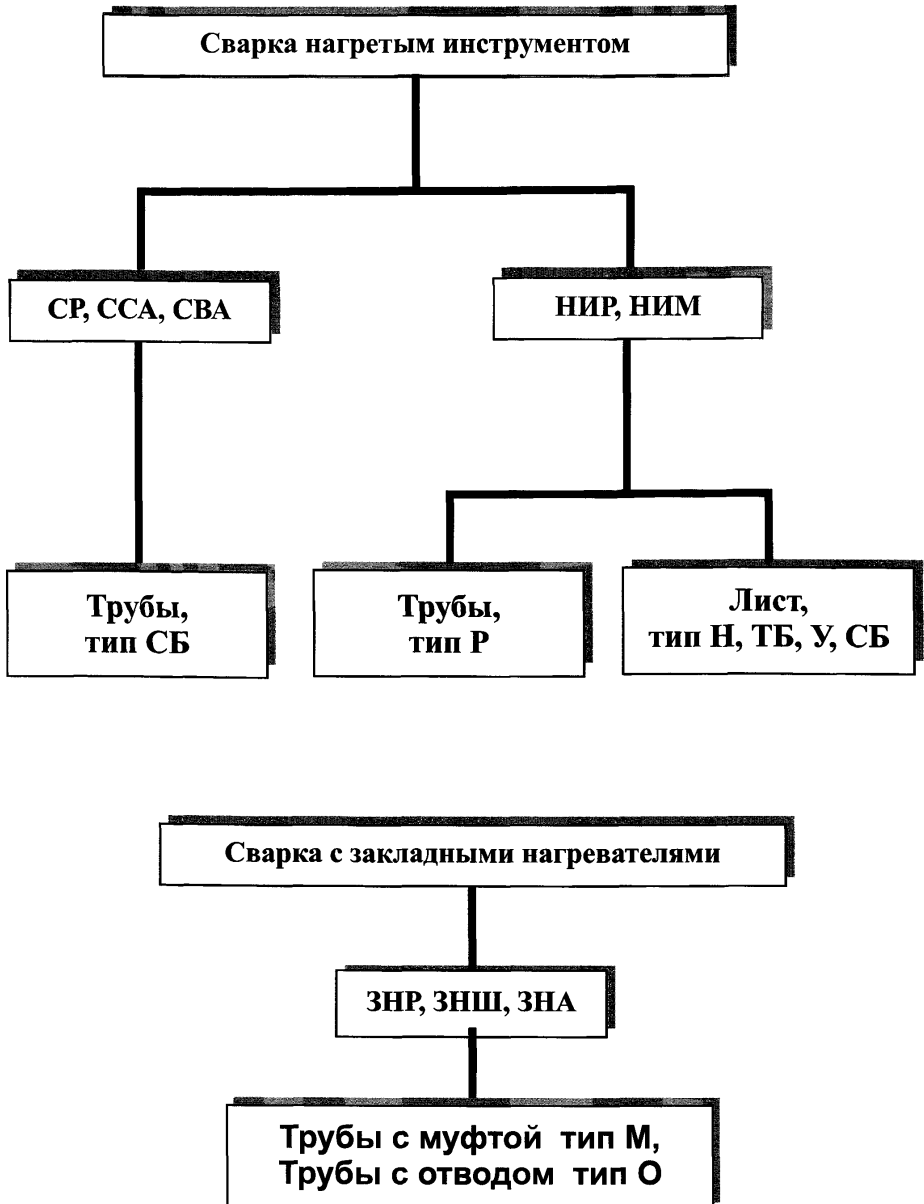 Сварка нагретым инструментом
СР, ССА, СВА
НИР, НИМ
Трубы,
тип СБ
Трубы,
тип Р
Лист,
тип Н, ТБ, У, СБ
Сварка с закладными нагревателями
ЗНР, ЗНШ, ЗНА
Трубы с муфтой тип М,
Трубы с отводом тип О